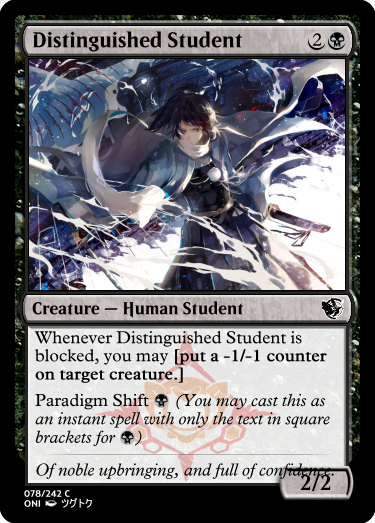 Distinguished Student 2
Creature — Human Student
Whenever Distinguished Student is
blocked, you may [put a -1/-1 counter
on target creature.]
Paradigm Shift (You may cast this as
an instant spell with only the text in square
brackets for )
Of noble upbringing, and full of confidence.
2/2
078/242 C
ONI ツグトク